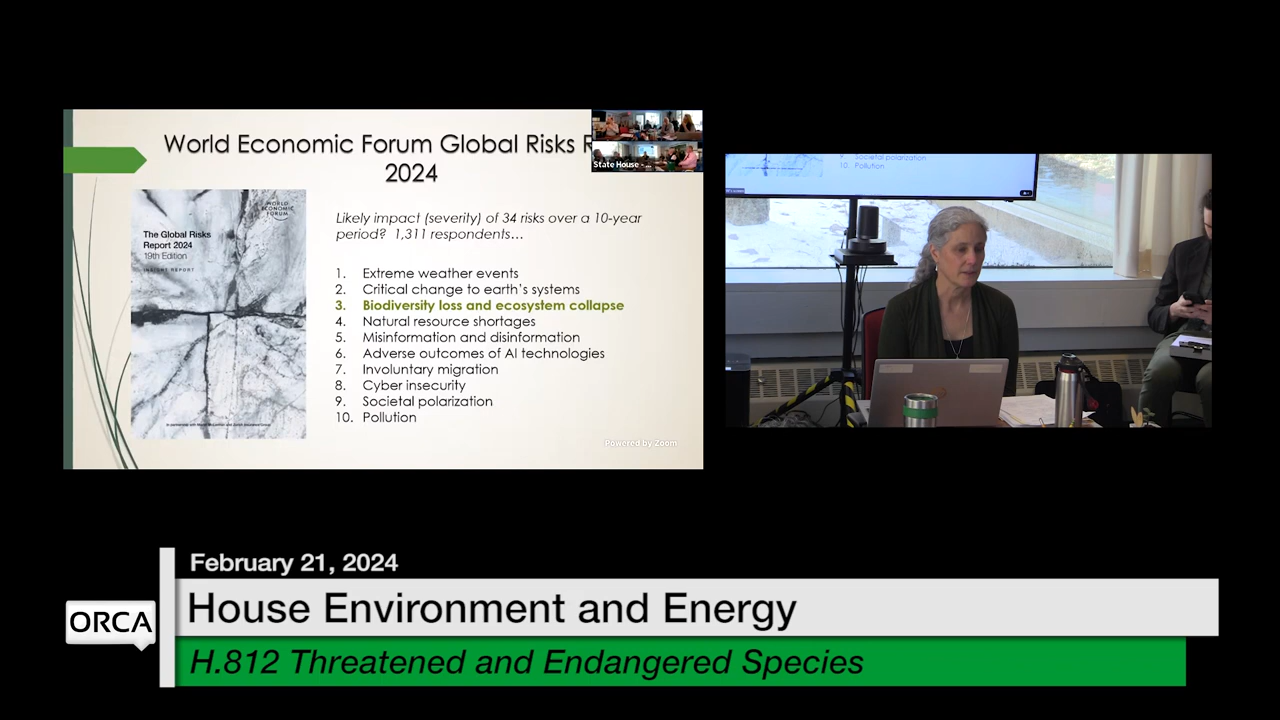 World Economic Forum Global Risks R
2024
State House - ...
WORLD
ECONOMIC
FORUM
The Global Risks
Report 2024
19th Edition
INSIGHT REPORT
Likely impact (severity) of 34 risks over a 10-year
period? 1,311 respondents...
1. Extreme weather events
2. Critical change to earth's systems
3. Biodiversity loss and ecosystem collapse
4. Natural resource shortages
5. Misinformation and disinformation
6. Adverse outcomes of AI technologies
7. Involuntary migration
8. Cyber insecurity
9. Societal polarization
10. Pollution
Powered by Zoom
9. Societal polarization
10. Pollution
February 21, 2024
House Environment and Energy
ORCA
H.812 Threatened and Endangered Species